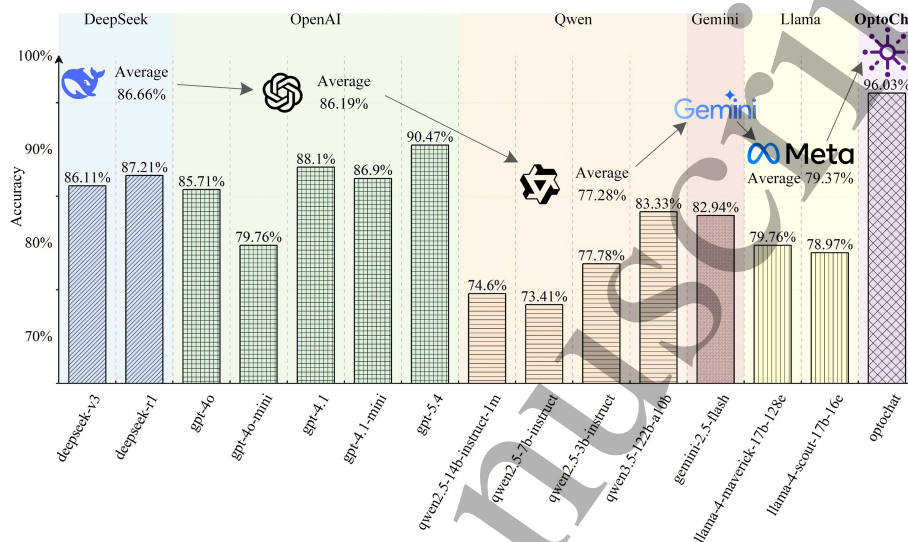 DeepSeek
OpenAI
Qwen
Gemini
Llama
OptoCh
100%
90%
80%
70%
Accuracy
Average
86.66%
Average
86.19%
Average
77.28%
Gemini
Meta
Average 79.37%
86.11%
87.21%
85.71%
79.76%
88.1%
86.9%
90.47%
74.6%
73.41%
77.78%
83.33%
82.94%
79.76%
78.97%
96.03%
deepseek-v3
deepseek-r1
gpt-4o
gpt-4o-mini
gpt-4.1
gpt-4.1-mini
gpt-5.4
qwen2.5-14b-instruct-1m
qwen2.5-7b-instruct
qwen2.5-3b-instruct
qwen3.5-122b-a10b
gemini-2.5-flash
llama-4-maverick-17b-128e
llama-4-scout-17b-16e
optochat
nuscri